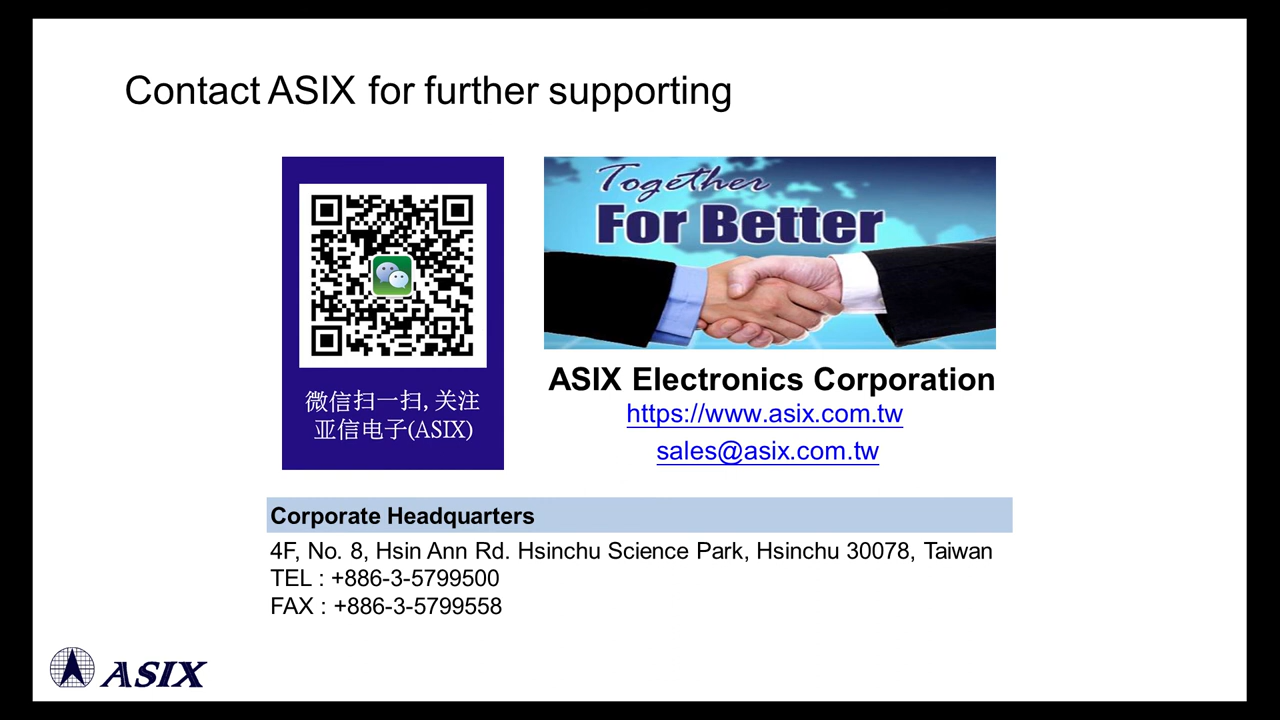 Contact ASIX for further supporting
Together
For Better
微信扫一扫,关注
亚信电子(ASIX)
ASIX Electronics Corporation
https://www.asix.com.tw
sales@asix.com.tw
Corporate Headquarters
4F, No. 8, Hsin Ann Rd. Hsinchu Science Park, Hsinchu 30078, Taiwan
TEL : +886-3-5799500
FAX : +886-3-5799558
ASIX